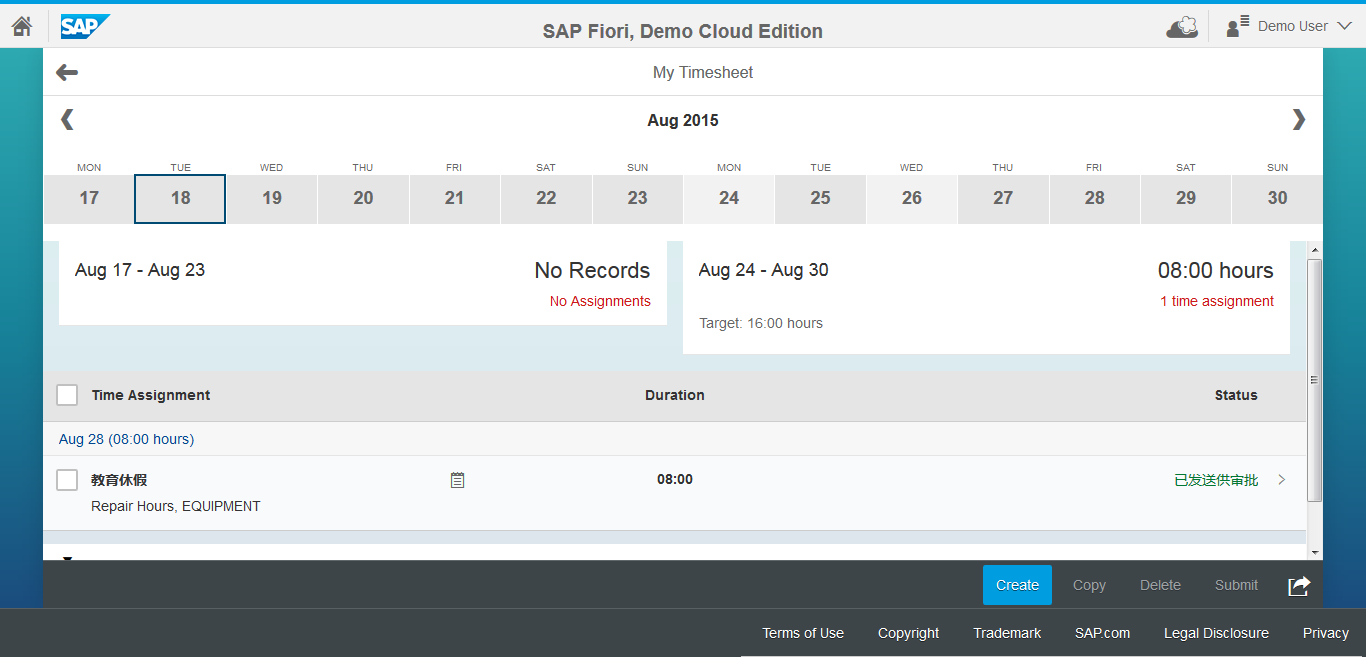 SAP SAP Fiori, Demo Cloud Edition Demo User
My Timesheet
Aug 2015
MON TUE WED THU FRI SAT SUN MON TUE WED THU FRI SAT SUN
17 18 19 20 21 22 23 24 25 26 27 28 29 30
Aug 17 - Aug 23 No Records
No Assignments
Aug 24 - Aug 30 08:00 hours
1 time assignment
Target: 16:00 hours
Time Assignment Duration Status
Aug 28 (08:00 hours)
教育休假 08:00 已发送供审批
Repair Hours, EQUIPMENT
Create Copy Delete Submit
Terms of Use Copyright Trademark SAP.com Legal Disclosure Privacy